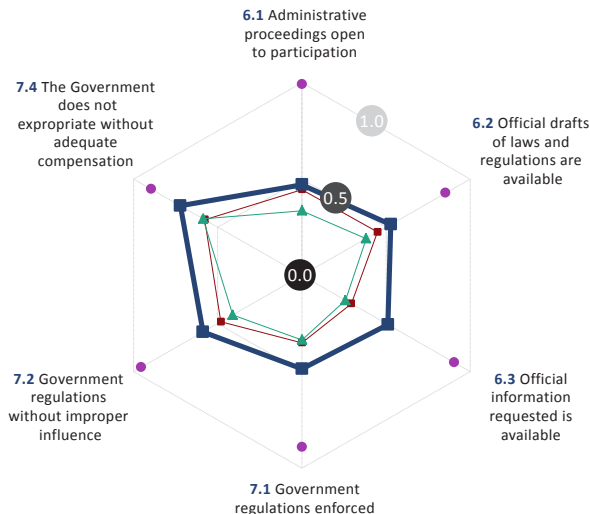 6.1 Administrative
proceedings open
to participation
7.4 The Government
does not
expropriate without
adequate
compensation
1.0
6.2 Official drafts
of laws and
regulations are
available
0.5
0.0
7.2 Government
regulations
without improper
influence
6.3 Official
information
requested is
available
7.1 Government
regulations enforced